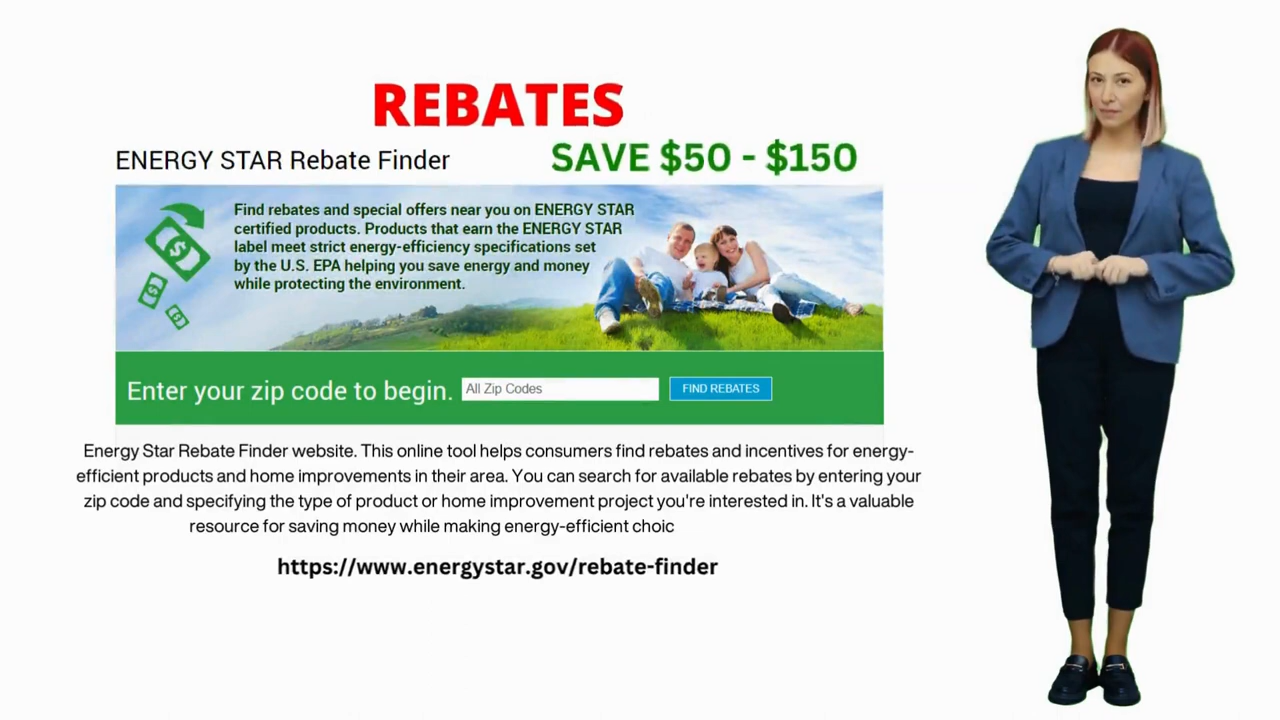 REBATES
ENERGY STAR Rebate Finder
SAVE $50 - $150
Find rebates and special offers near you on ENERGY STAR
certified products. Products that earn the ENERGY STAR
label meet strict energy-efficiency specifications set
by the U.S. EPA helping you save energy and money
while protecting the environment.
Enter your zip code to begin.
All Zip Codes
FIND REBATES
Energy Star Rebate Finder website. This online tool helps consumers find rebates and incentives for energy-
efficient products and home improvements in their area. You can search for available rebates by entering your
zip code and specifying the type of product or home improvement project you're interested in. It's a valuable
resource for saving money while making energy-efficient choic
https://www.energystar.gov/rebate-finder